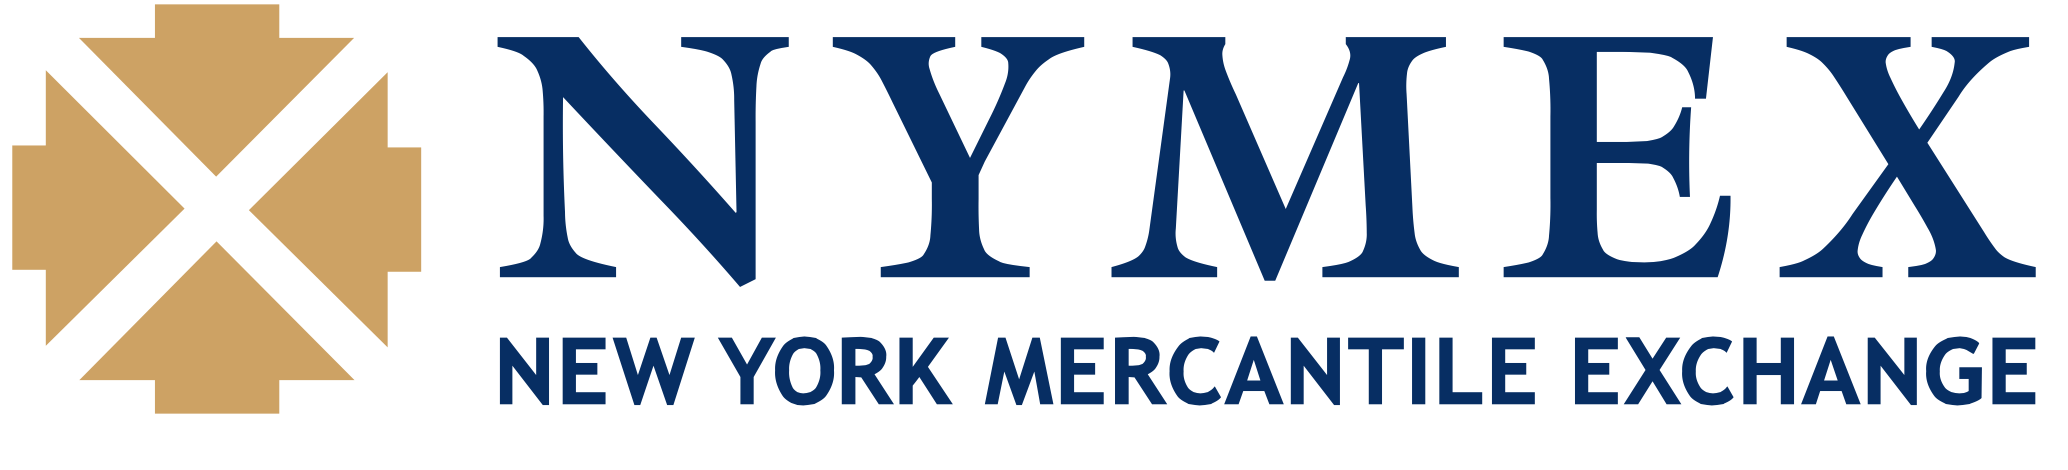 NYMEX
NEW YORK MERCANTILE EXCHANGE